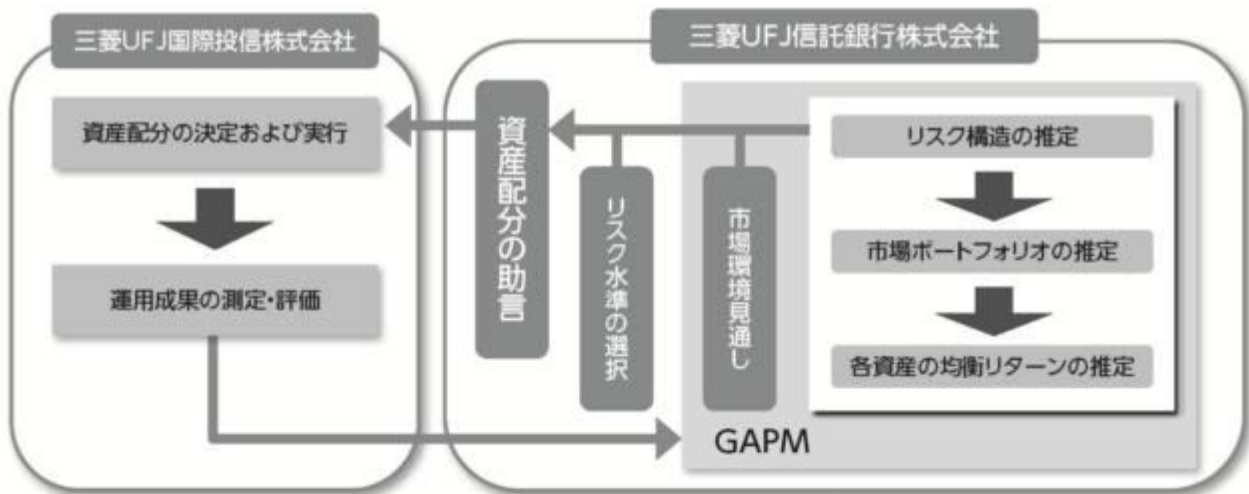 三菱UFJ国際投信株式会社
資産配分の決定および実行
運用成果の測定・評価
三菱UFJ信託銀行株式会社
資産配分の助言
リスク水準の選択
市場環境見通し
リスク構造の推定
市場ポートフォリオの推定
各資産の均衡リターンの推定
GAPM